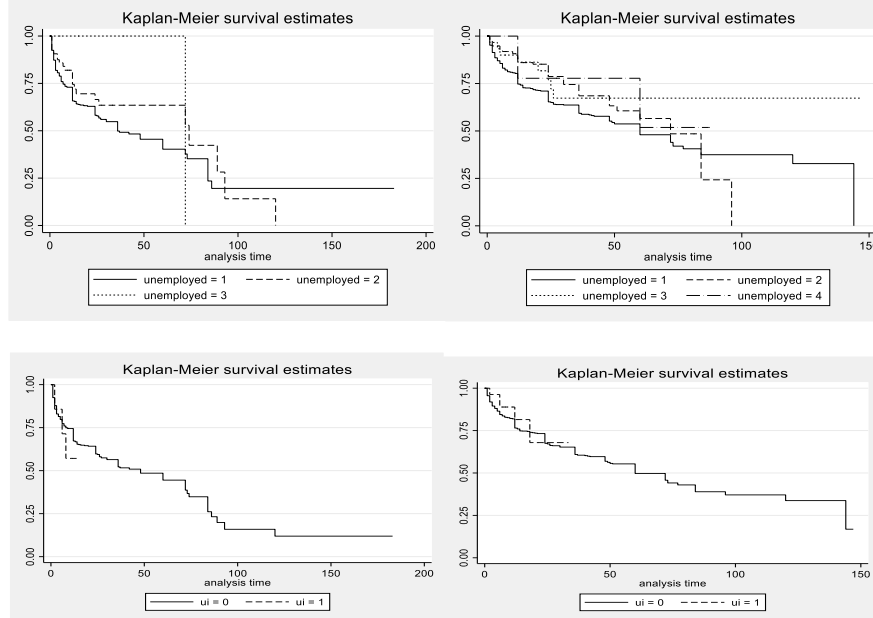 Kaplan-Meier survival estimates
1.00
0.75
0.50
0.25
0.00
0 50 100 150 200
analysis time
unemployed = 1 unemployed = 2
unemployed = 3
Kaplan-Meier survival estimates
1.00
0.75
0.50
0.25
0.00
0 50 100 150
analysis time
unemployed = 1 unemployed = 2
unemployed = 3 unemployed = 4
Kaplan-Meier survival estimates
1.00
0.75
0.50
0.25
0.00
0 50 100 150 200
analysis time
ui = 0 ui = 1
Kaplan-Meier survival estimates
1.00
0.75
0.50
0.25
0.00
0 50 100 150
analysis time
ui = 0 ui = 1